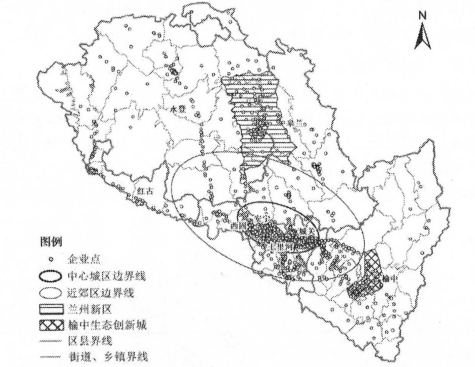 N
永登
皋兰
红古
西固
七里河
榆中
图例
企业点
中心城区边界线
近郊区边界线
兰州新区
榆中生态创新城
区县界线
街道、乡镇界线